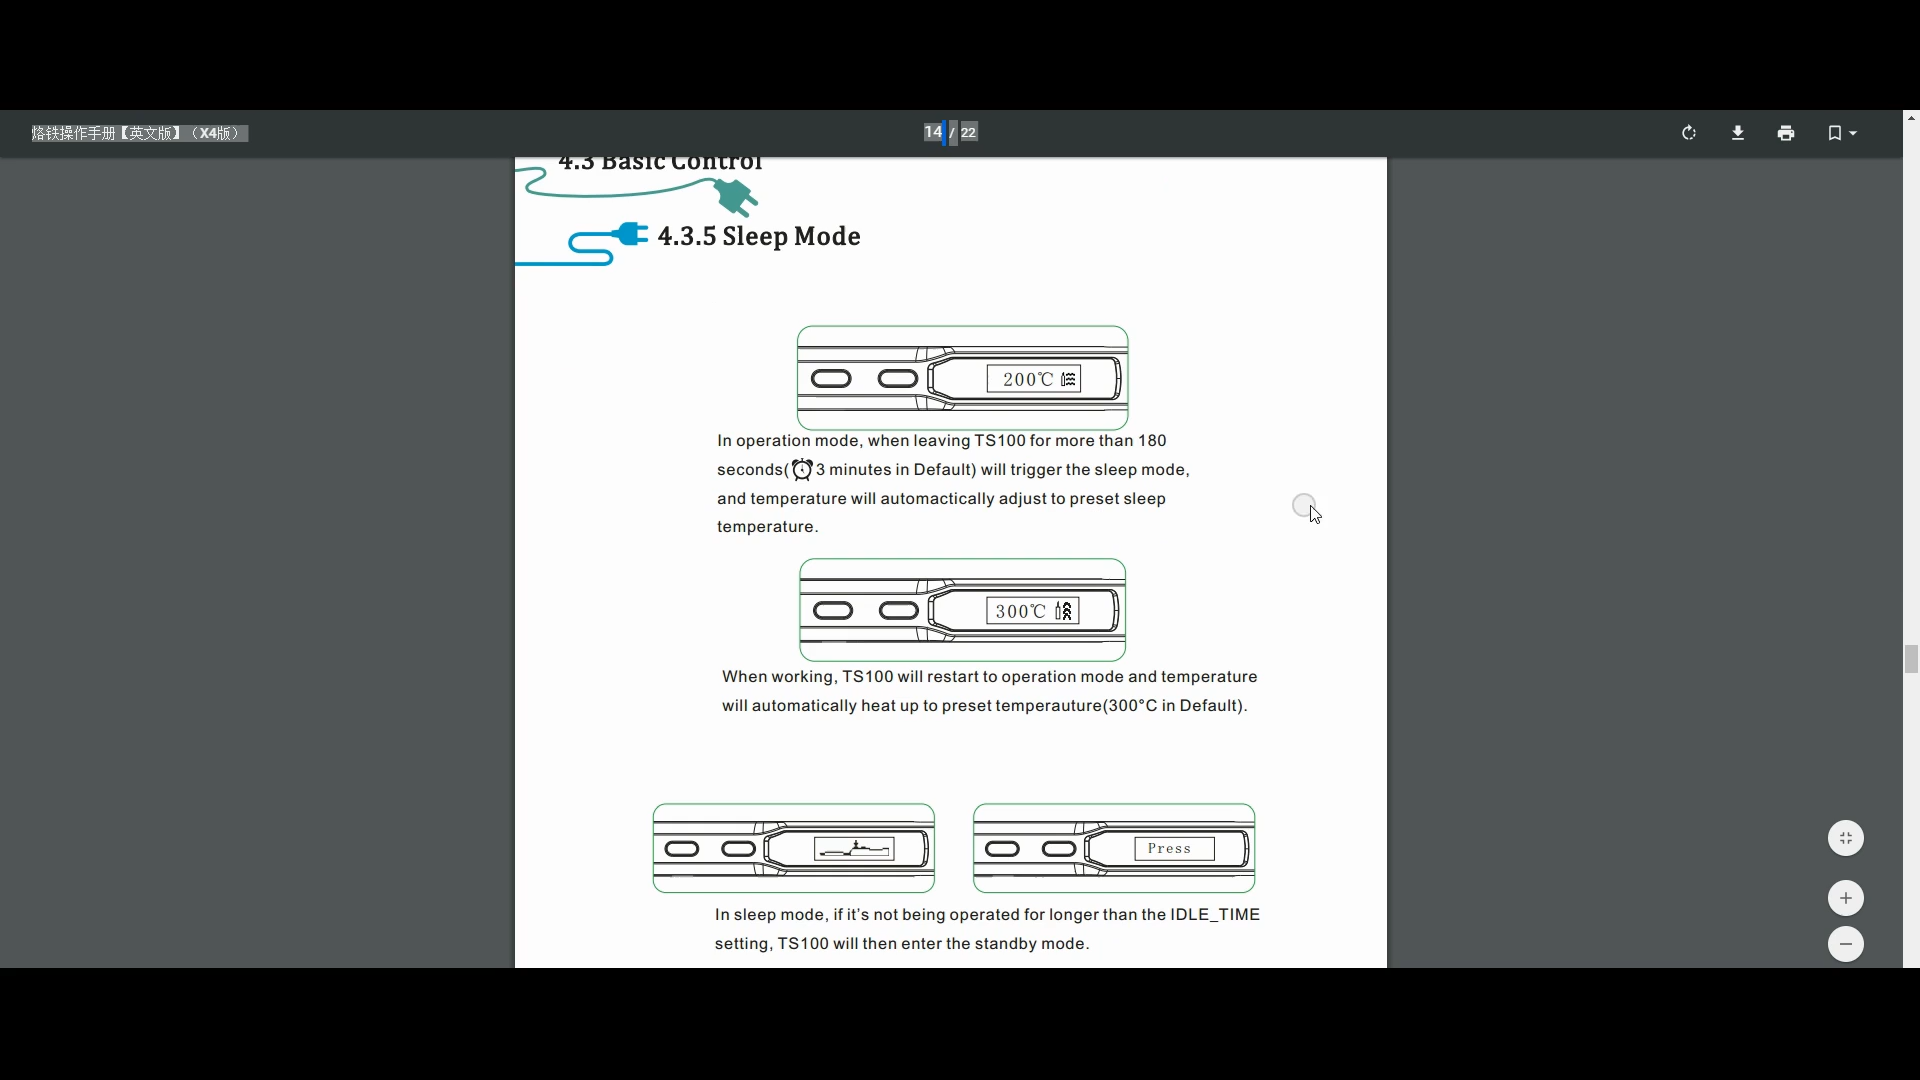 烙铁操作手册【英文版】（X4版）
14 / 22
4.3 Basic Control
4.3.5 Sleep Mode
200℃
In operation mode, when leaving TS100 for more than 180
seconds( 3 minutes in Default) will trigger the sleep mode,
and temperature will automactically adjust to preset sleep
temperature.
300℃
When working, TS100 will restart to operation mode and temperature
will automatically heat up to preset temperauture(300°C in Default).
Press
In sleep mode, if it’s not being operated for longer than the IDLE_TIME
setting, TS100 will then enter the standby mode.